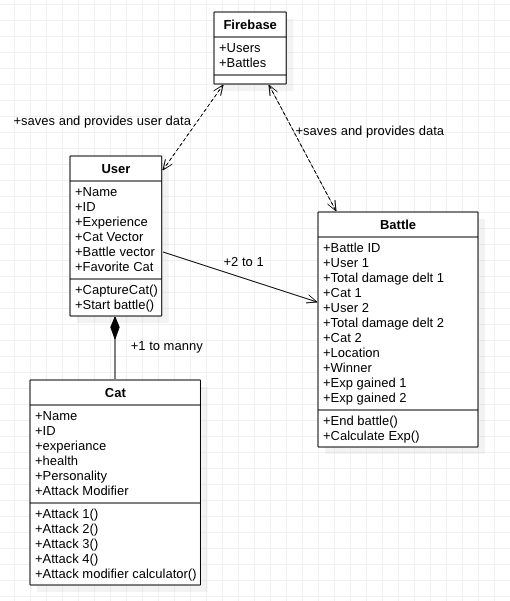 Firebase
+Users
+Battles
+saves and provides user data
+saves and provides data
User
+Name
+ID
+Experience
+Cat Vector
+Battle vector
+Favorite Cat
+CaptureCat()
+Start battle()
+2 to 1
Battle
+Battle ID
+User 1
+Total damage delt 1
+Cat 1
+User 2
+Total damage delt 2
+Cat 2
+Location
+Winner
+Exp gained 1
+Exp gained 2
+End battle()
+Calculate Exp()
+1 to manny
Cat
+Name
+ID
+experiance
+health
+Personality
+Attack Modifier
+Attack 1()
+Attack 2()
+Attack 3()
+Attack 4()
+Attack modifier calculator()